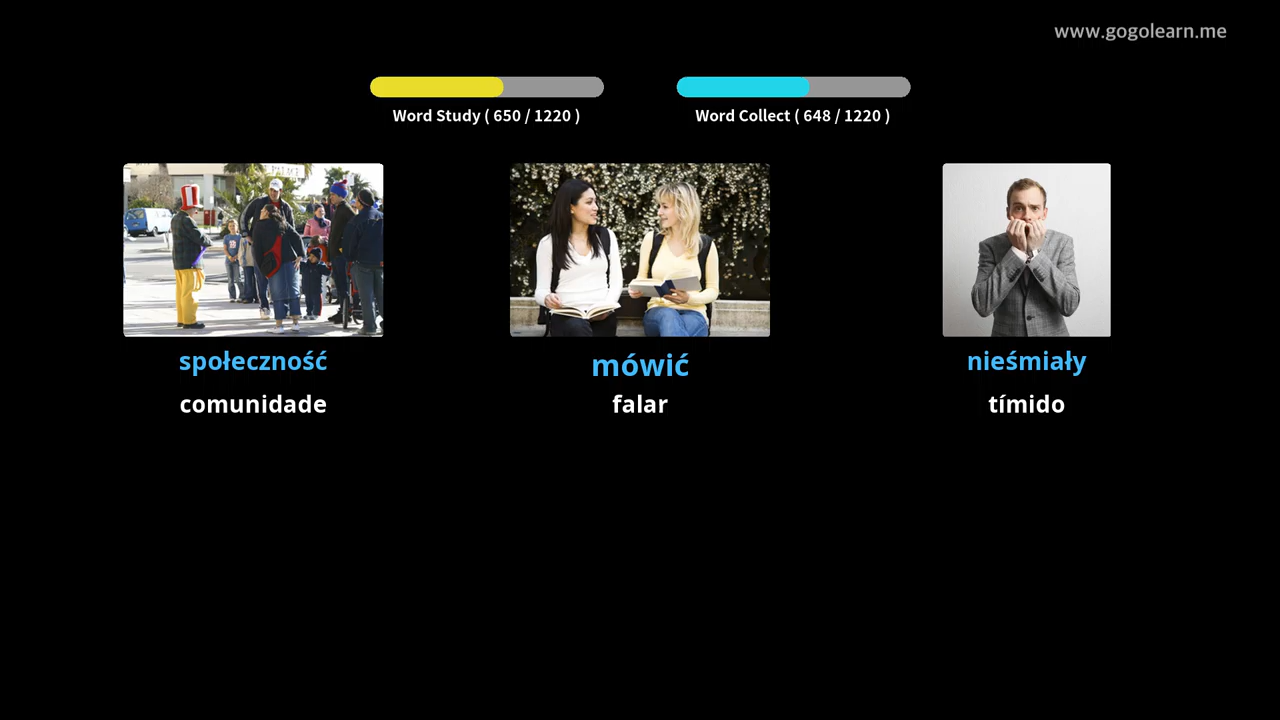 www.gogolearn.me
Word Study ( 650 / 1220 )
Word Collect ( 648 / 1220 )
społeczność
mówić
nieśmiały
comunidade
falar
tímido